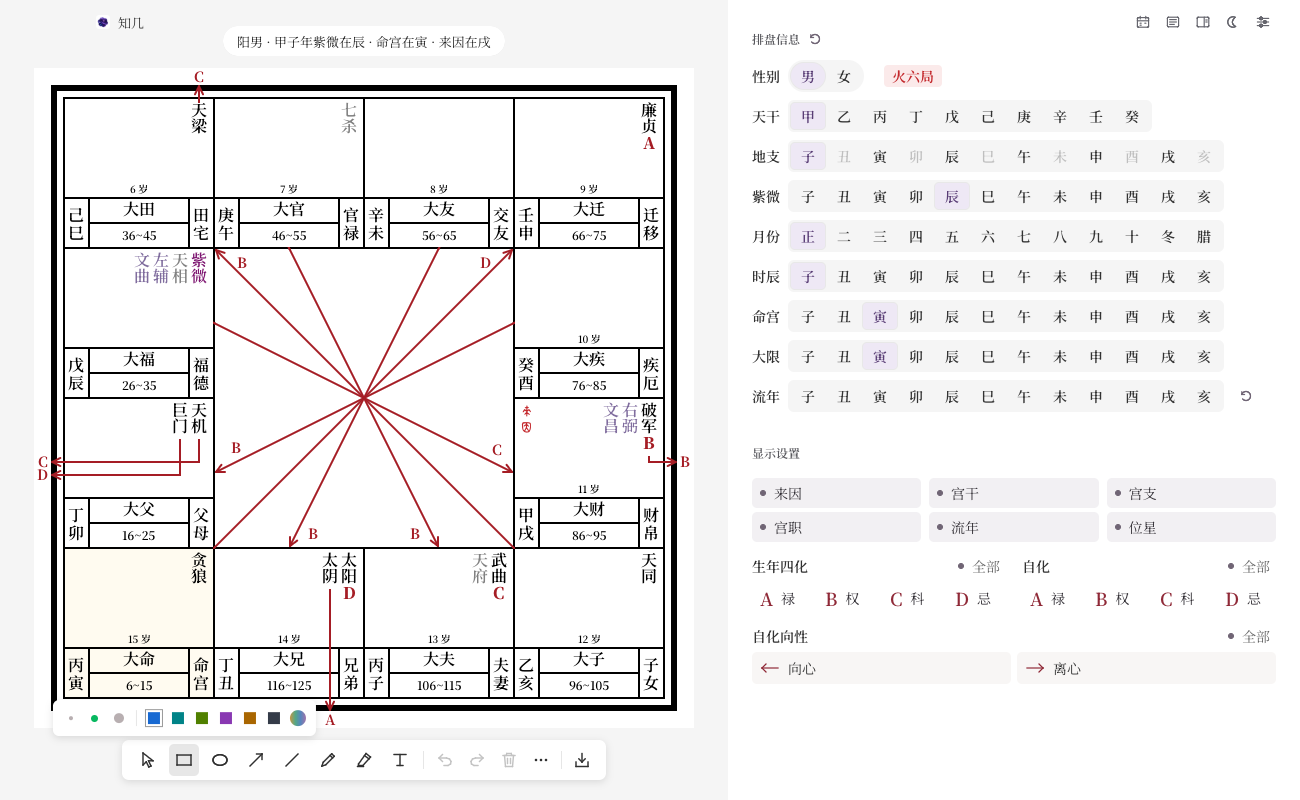 知几
阳男 · 甲子年紫微在辰 · 命宫在寅 · 来因在戌
C
天梁
6 岁
己巳
大田
36~45
田宅
七杀
7 岁
庚午
大官
46~55
官禄
8 岁
辛未
大友
56~65
交友
廉贞
A
9 岁
壬申
大迁
66~75
迁移
紫微
天相
左辅
文曲
戊辰
大福
26~35
福德
B
D
10 岁
癸酉
大疾
76~85
疾厄
天机
巨门
C
D
丁卯
大父
16~25
父母
B
C
B
B
破军
B
右弼
文昌
B
11 岁
甲戌
大财
86~95
财帛
贪狼
15 岁
丙寅
大命
6~15
命宫
太阳
D
太阴
14 岁
丁丑
大兄
116~125
兄弟
A
武曲
C
天府
13 岁
丙子
大夫
106~115
夫妻
天同
12 岁
乙亥
大子
96~105
子女
排盘信息
性别 男 女 火六局
天干 甲 乙 丙 丁 戊 己 庚 辛 壬 癸
地支 子 丑 寅 卯 辰 巳 午 未 申 酉 戌 亥
紫微 子 丑 寅 卯 辰 巳 午 未 申 酉 戌 亥
月份 正 二 三 四 五 六 七 八 九 十 冬 腊
时辰 子 丑 寅 卯 辰 巳 午 未 申 酉 戌 亥
命宫 子 丑 寅 卯 辰 巳 午 未 申 酉 戌 亥
大限 子 丑 寅 卯 辰 巳 午 未 申 酉 戌 亥
流年 子 丑 寅 卯 辰 巳 午 未 申 酉 戌 亥
显示设置
来因 宫干 宫支
宫职 流年 位星
生年四化 全部 自化 全部
A 禄 B 权 C 科 D 忌 A 禄 B 权 C 科 D 忌
自化向性 全部
向心 离心